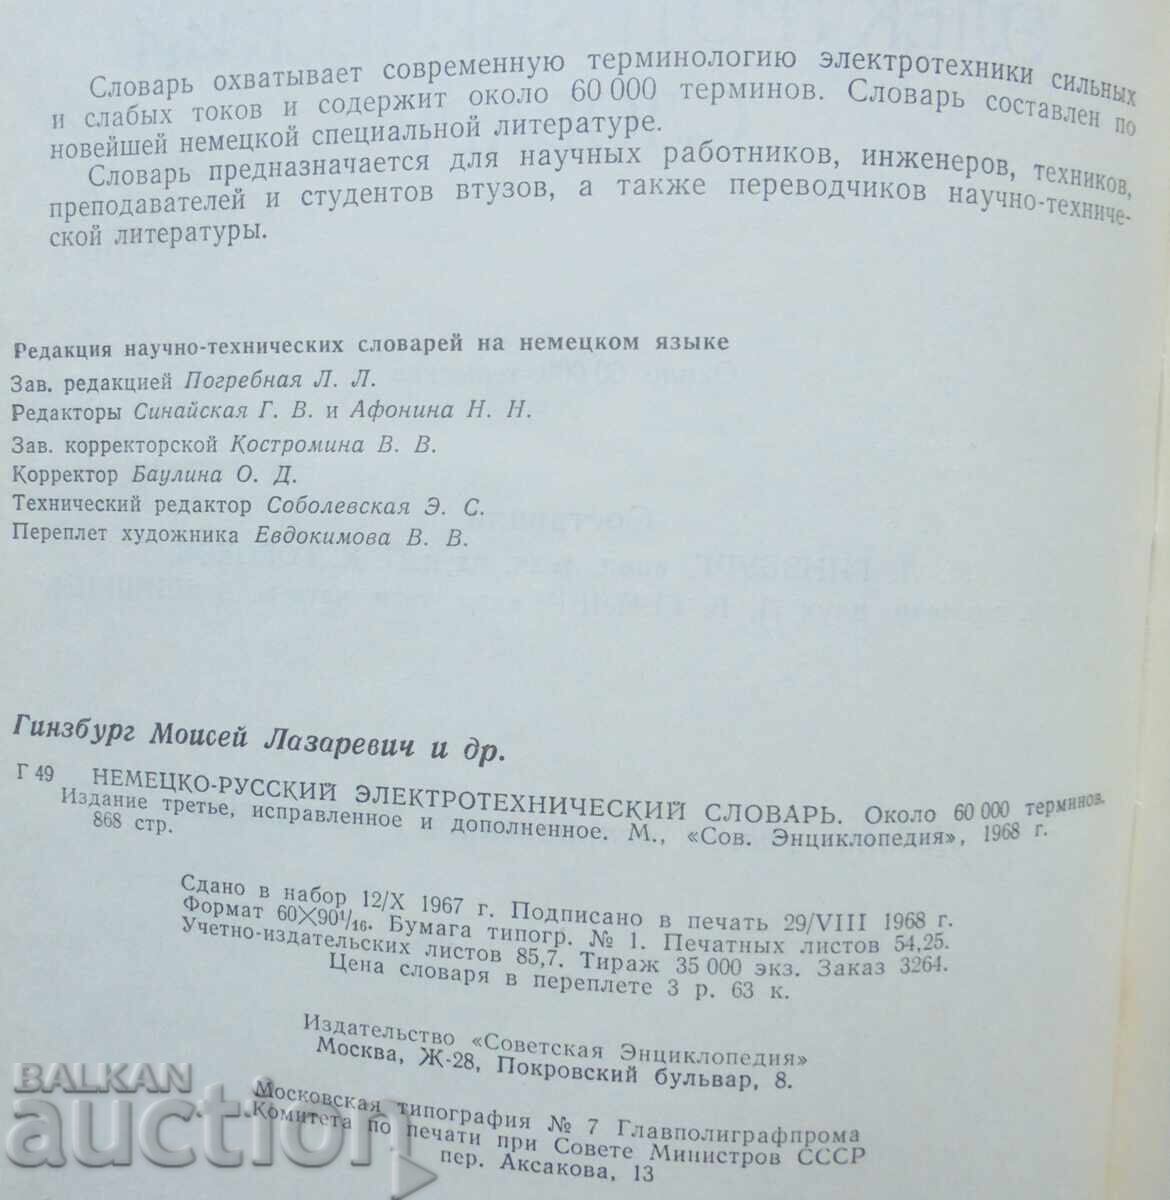 Словарь охватывает современную терминологию электротехники сильных
и слабых токов и содержит около 60 000 терминов. Словарь составлен по
новейшей немецкой специальной литературе.
Словарь предназначается для научных работников, инженеров, техников,
преподавателей и студентов втузов, а также переводчиков научно-техниче-
ской литературы.
Редакция научно-технических словарей на немецком языке
Зав. редакцией Погребная Л. Л.
Редакторы Синайская Г. В. и Афонина Н. Н.
Зав. корректорской Костромина В. В.
Корректор Баулина О. Д.
Технический редактор Соболевская Э. С.
Переплет художника Евдокимова В. В.
Гинзбург Моисей Лазаревич и др.
Г 49 НЕМЕЦКО-РУССКИЙ ЭЛЕКТРОТЕХНИЧЕСКИЙ СЛОВАРЬ. Около 60 000 терминов.
Издание третье, исправленное и дополненное. М., «Сов. Энциклопедия», 1968 г.
868 стр.
Сдано в набор 12/X 1967 г. Подписано в печать 29/VIII 1968 г.
Формат 60X90 1/16. Бумага типогр. № 1. Печатных листов 54,25.
Учетно-издательских листов 85,7. Тираж 35 000 экз. Заказ 3264.
Цена словаря в переплете 3 р. 63 к.
Издательство «Советская Энциклопедия»
Москва, Ж-28, Покровский бульвар, 8.
Московская типография № 7 Главполиграфпрома
Комитета по печати при Совете Министров СССР
пер. Аксакова, 13
BALKAN
auction